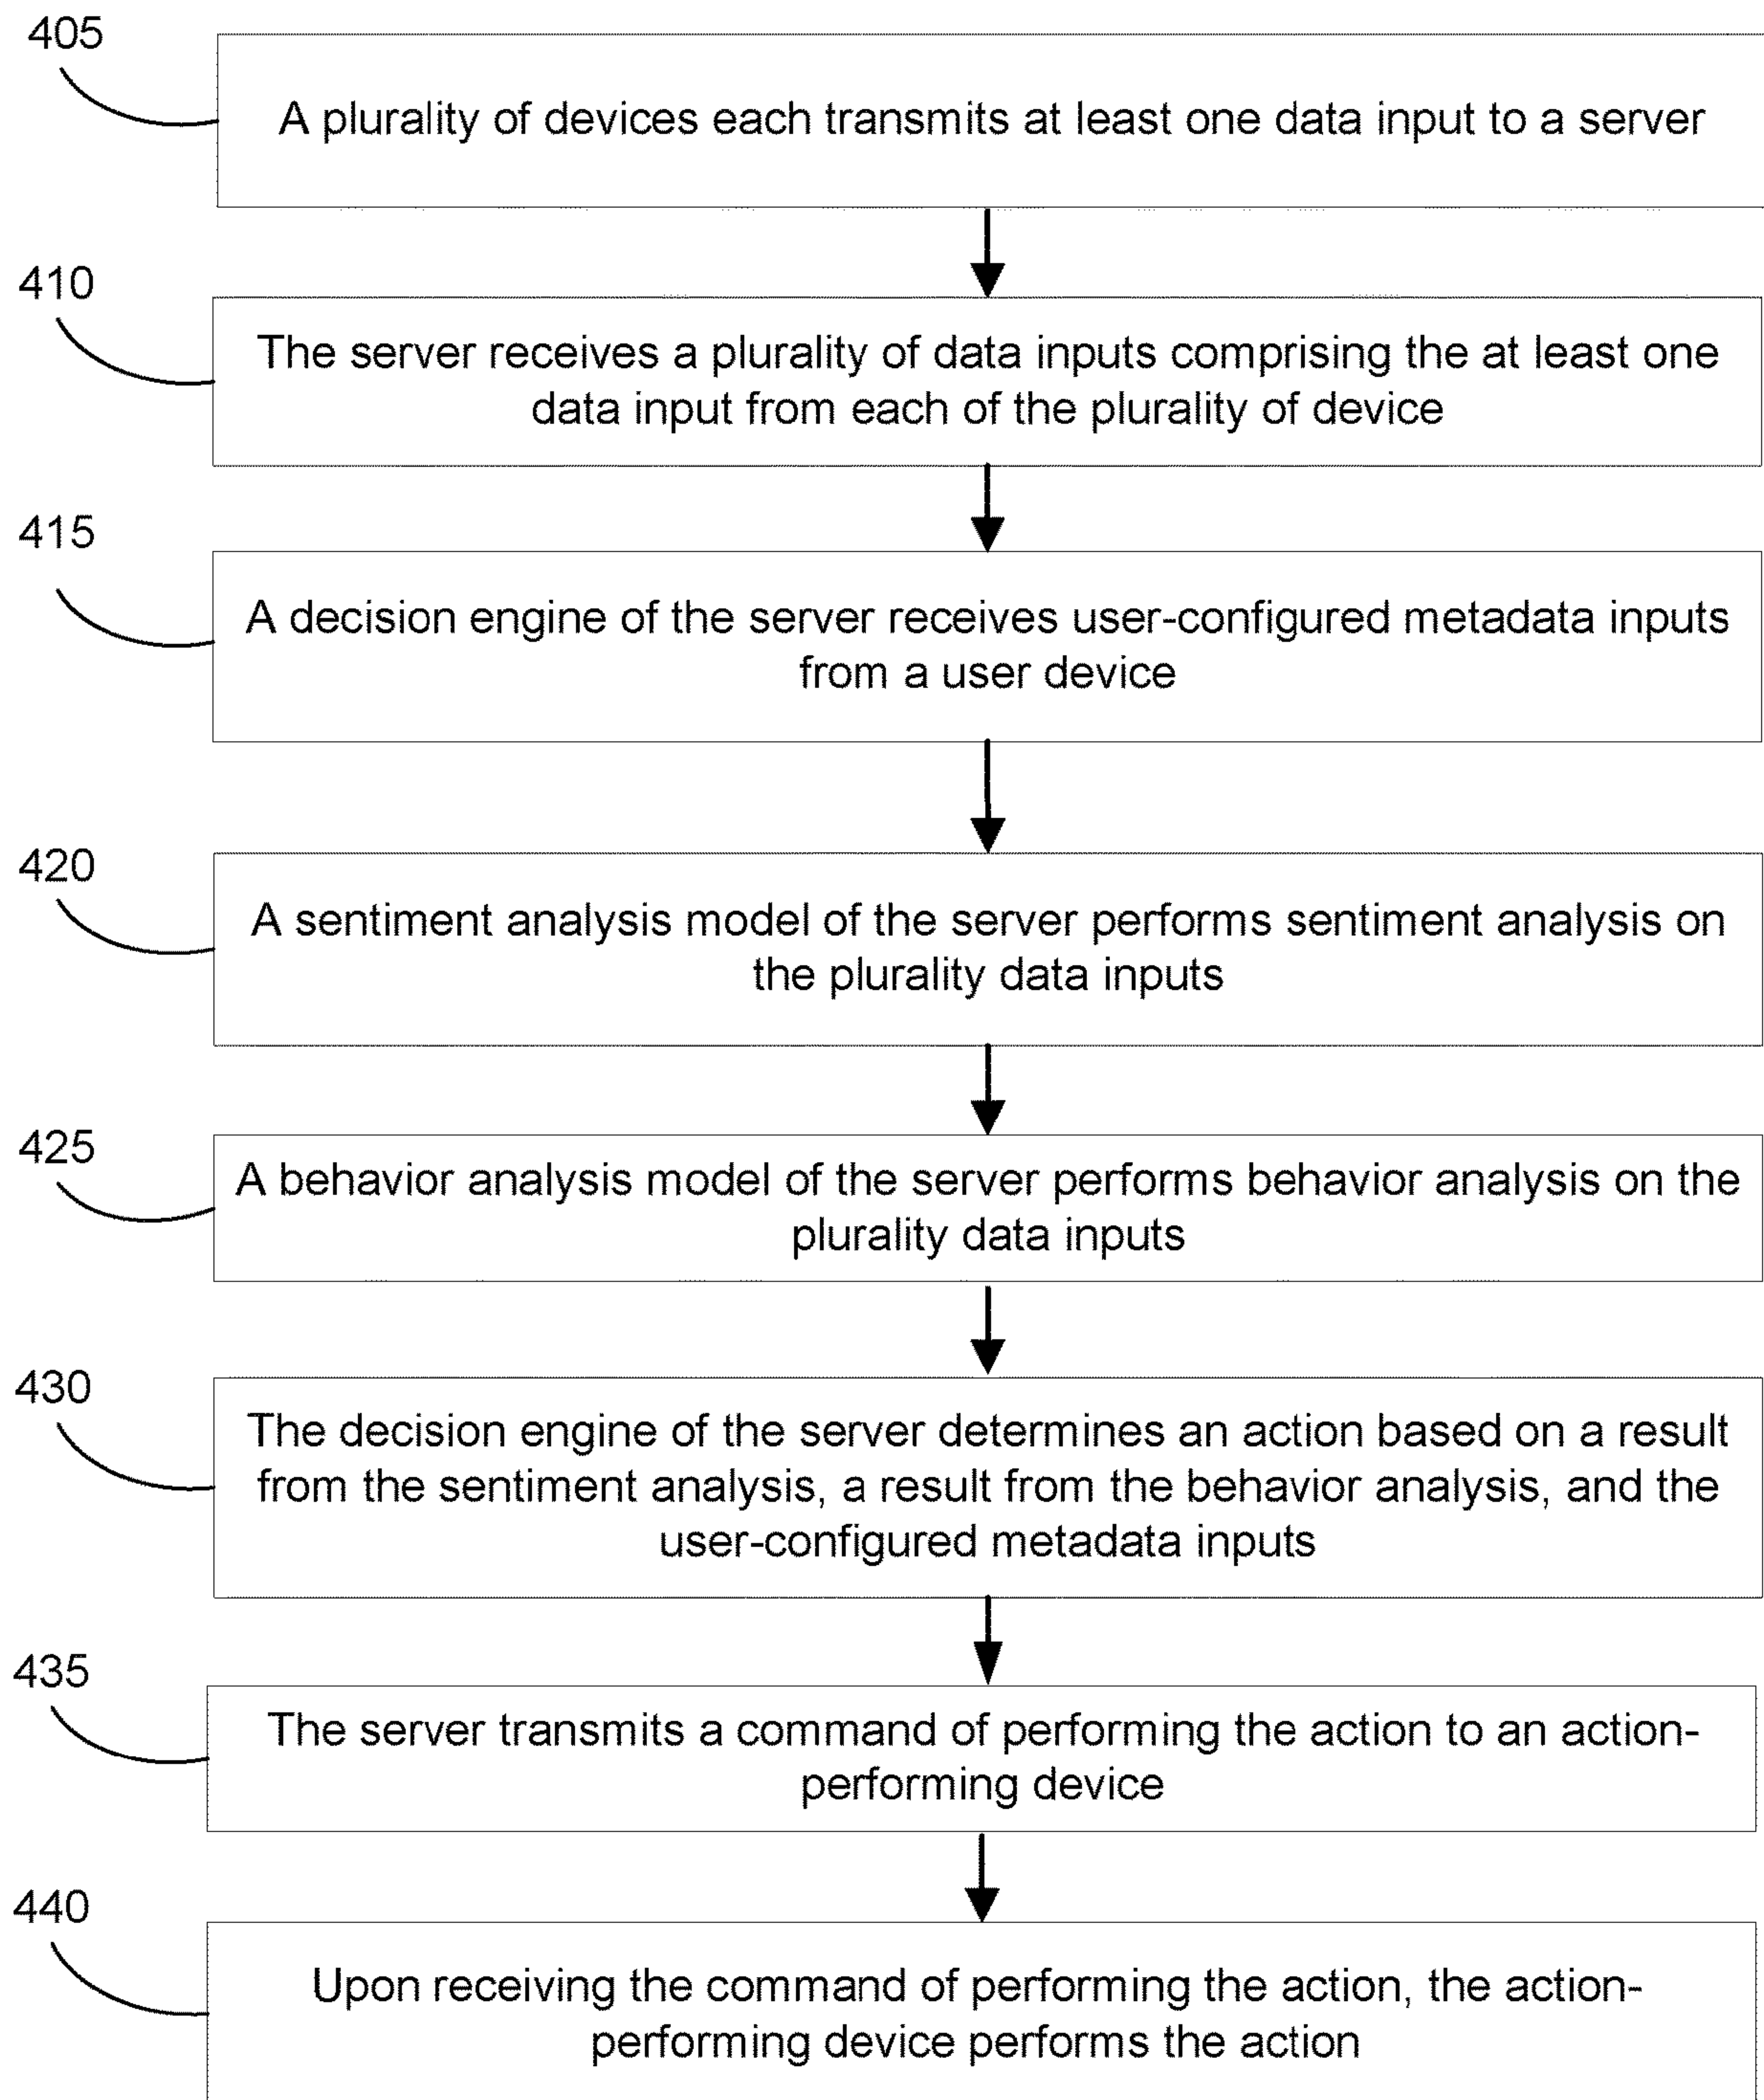 405
A plurality of devices each transmits at least one data input to a server
410
The server receives a plurality of data inputs comprising the at least one
data input from each of the plurality of device
415
A decision engine of the server receives user-configured metadata inputs
from a user device
420
A sentiment analysis model of the server performs sentiment analysis on
the plurality data inputs
425
A behavior analysis model of the server performs behavior analysis on the
plurality data inputs
430
The decision engine of the server determines an action based on a result
from the sentiment analysis, a result from the behavior analysis, and the
user-configured metadata inputs
435
The server transmits a command of performing the action to an action-
performing device
440
Upon receiving the command of performing the action, the action-
performing device performs the action